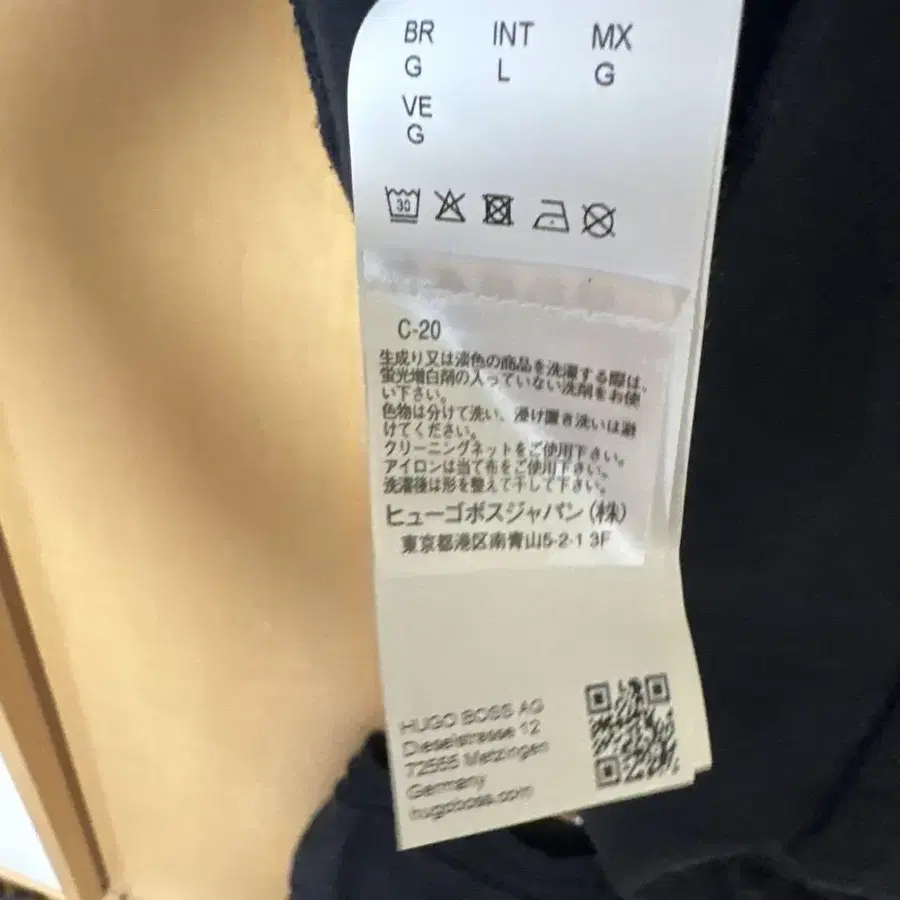 BR INT MX
G L G
VE
G
30
C-20
生成り又は淡色の商品を洗濯する際は、
蛍光増白剤の入っていない洗剤をお使
い下さい。
色物は分けて洗い、浸け置き洗いは避
けてください。
クリーニングネットをご使用下さい。
アイロンは当て布をご使用下さい。
洗濯後は形を整えて干して下さい。
ヒューゴボスジャパン(株)
東京都港区南青山5-2-1 3F
HUGO BOSS AG
Dieselstrasse 12
72555 Metzingen
Germany
hugoboss.com